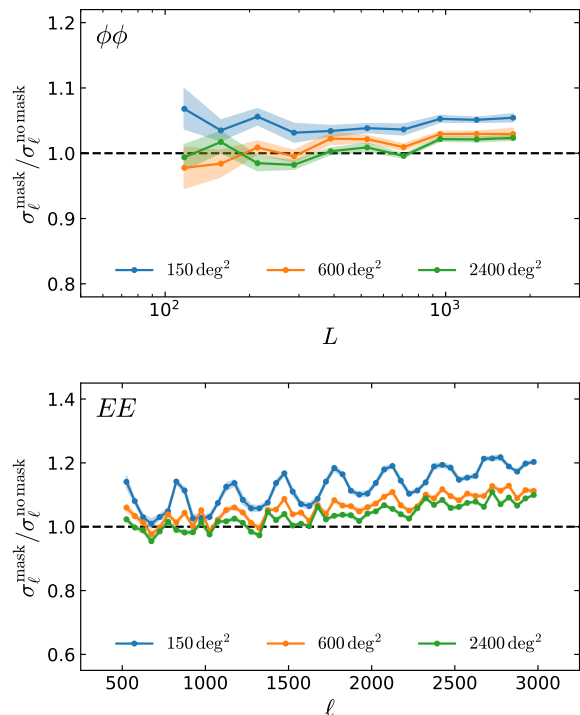 ϕϕ
σ_ℓ^mask/σ_ℓ^no mask
1.2
1.1
1.0
0.9
0.8
150 deg²
600 deg²
2400 deg²
10²
10³
L
EE
σ_ℓ^mask/σ_ℓ^no mask
1.4
1.2
1.0
0.8
0.6
150 deg²
600 deg²
2400 deg²
500
1000
1500
2000
2500
3000
ℓ